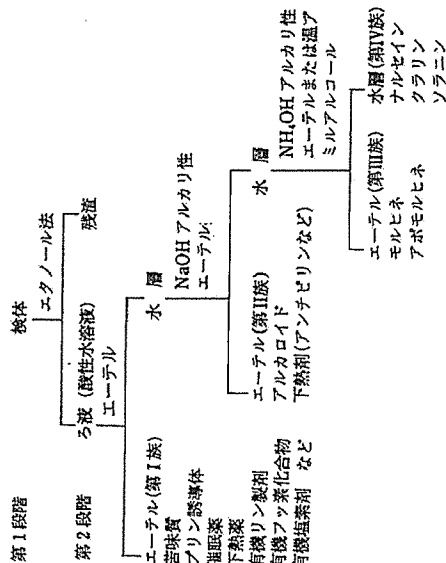 第1段階
検体
エタノール法
第2段階
ろ液 (酸性水溶液)
残渣
エーテル
エーテル(第I族)
苦味質
プリン誘導体
催眠薬
下熱薬
有機リン製剤
有機フッ素化合物
有機塩素剤 など
水 層
NaOH アルカリ性
エーテル
エーテル(第II族)
アルカロイド
下熱剤(アンチピリンなど)
水 層
NH₄OH アルカリ性
エーテルまたは温ア
ミルアルコール
エーテル(第III族)
モルヒネ
アポモルヒネ
水層(第IV族)
ナルセイン
クラリン
ソラニン